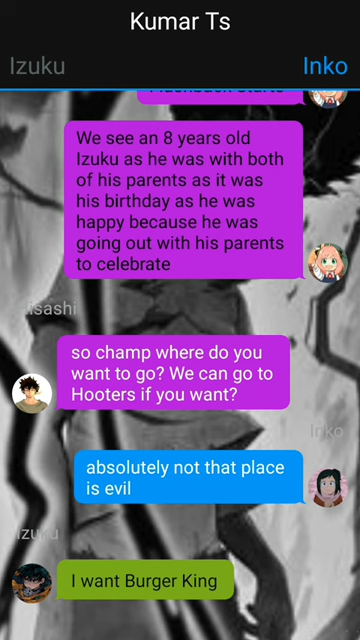 Kumar Ts
Izuku
Inko
Flashback starts
We see an 8 years old
Izuku as he was with both
of his parents as it was
his birthday as he was
happy because he was
going out with his parents
to celebrate
Hisashi
so champ where do you
want to go? We can go to
Hooters if you want?
Inko
absolutely not that place
is evil
Izuku
I want Burger King